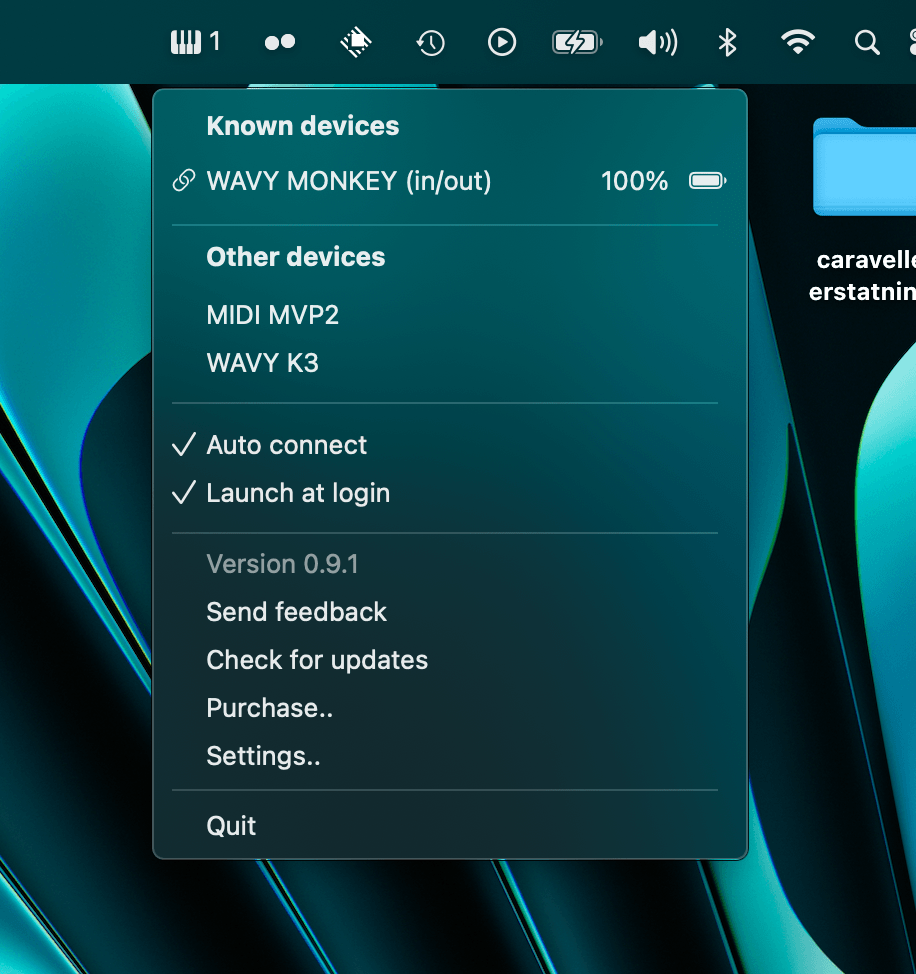 1
Known devices
WAVY MONKEY (in/out) 100%
Other devices
MIDI MVP2
WAVY K3
Auto connect
Launch at login
Version 0.9.1
Send feedback
Check for updates
Purchase..
Settings..
Quit
caravelle
erstatnin